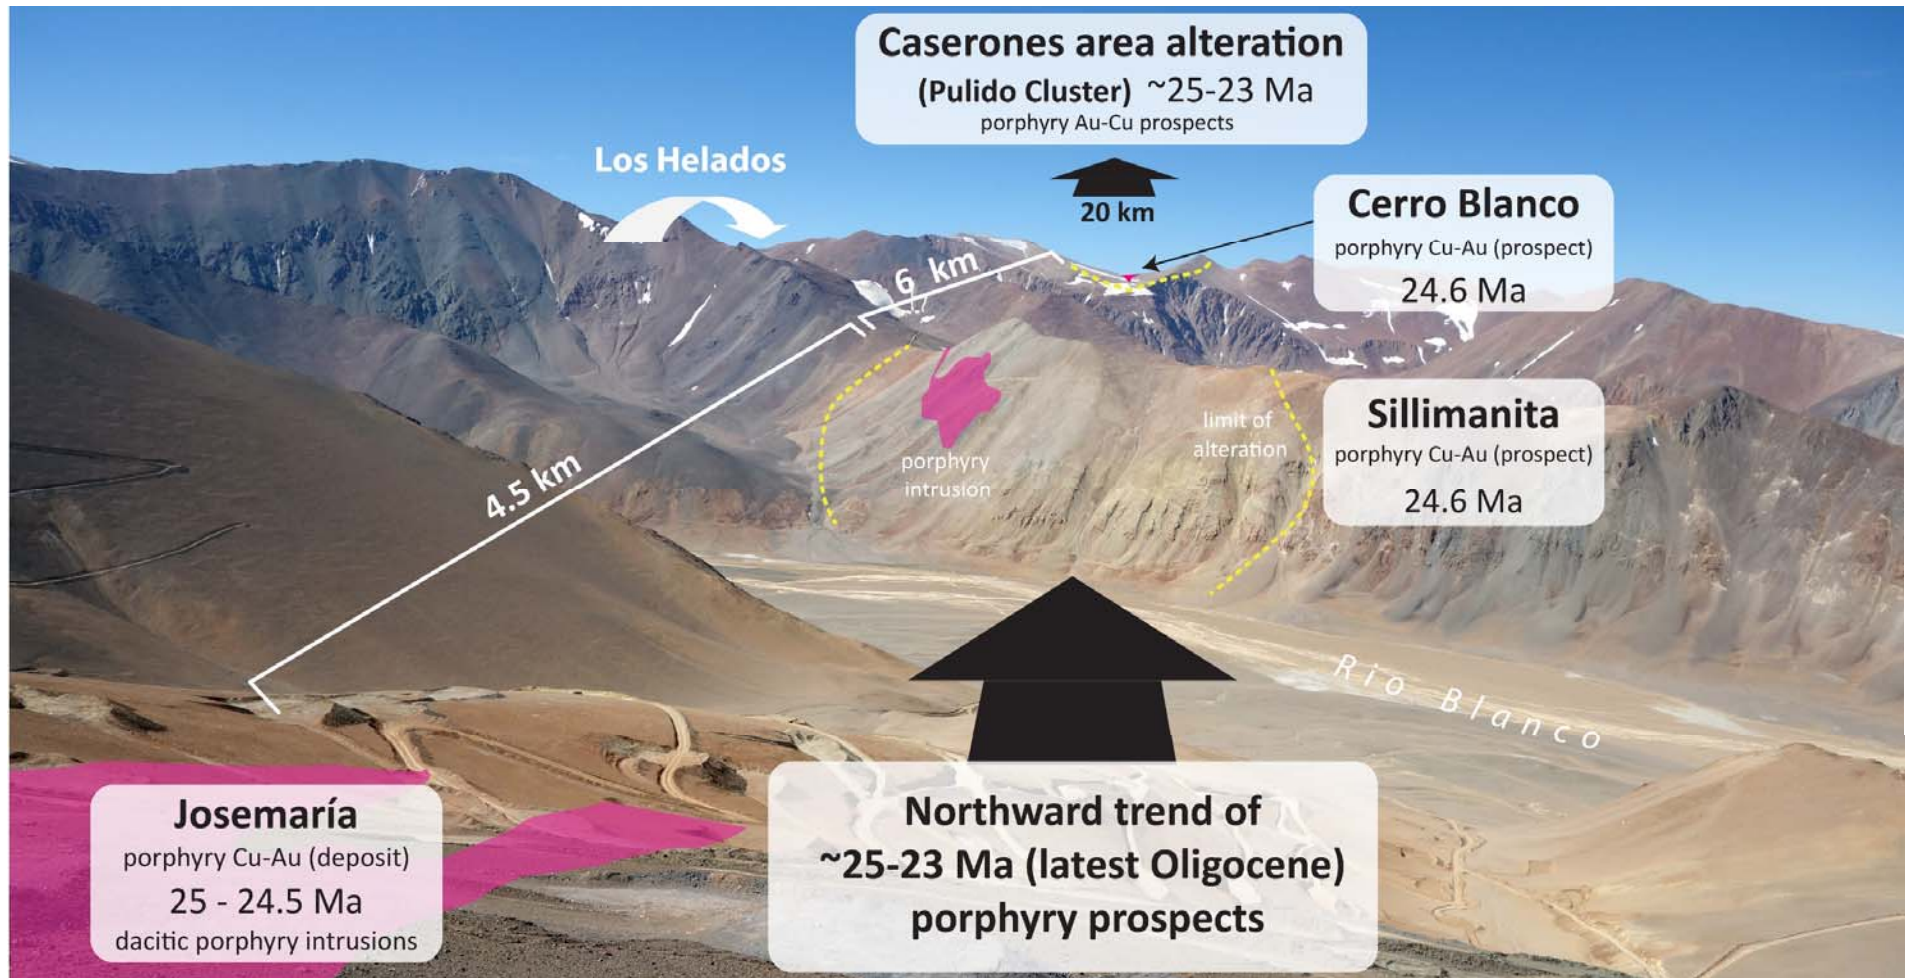 Caserones area alteration
(Pulido Cluster) ~25-23 Ma
porphyry Au-Cu prospects
Los Helados
20 km
Cerro Blanco
porphyry Cu-Au (prospect)
24.6 Ma
6 km
4.5 km
porphyry
intrusion
limit of
alteration
Sillimanita
porphyry Cu-Au (prospect)
24.6 Ma
Rio Blanco
Josemaría
porphyry Cu-Au (deposit)
25 - 24.5 Ma
dacitic porphyry intrusions
Northward trend of
~25-23 Ma (latest Oligocene)
porphyry prospects